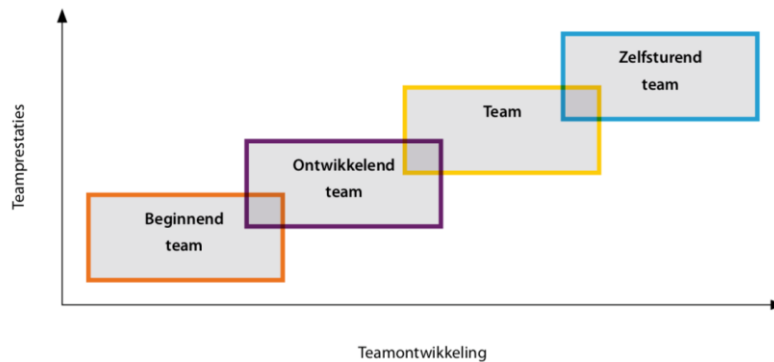 Zelfsturend
team
Team
Ontwikkelend
team
Beginnend
team
Teamprestaties
Teamontwikkeling